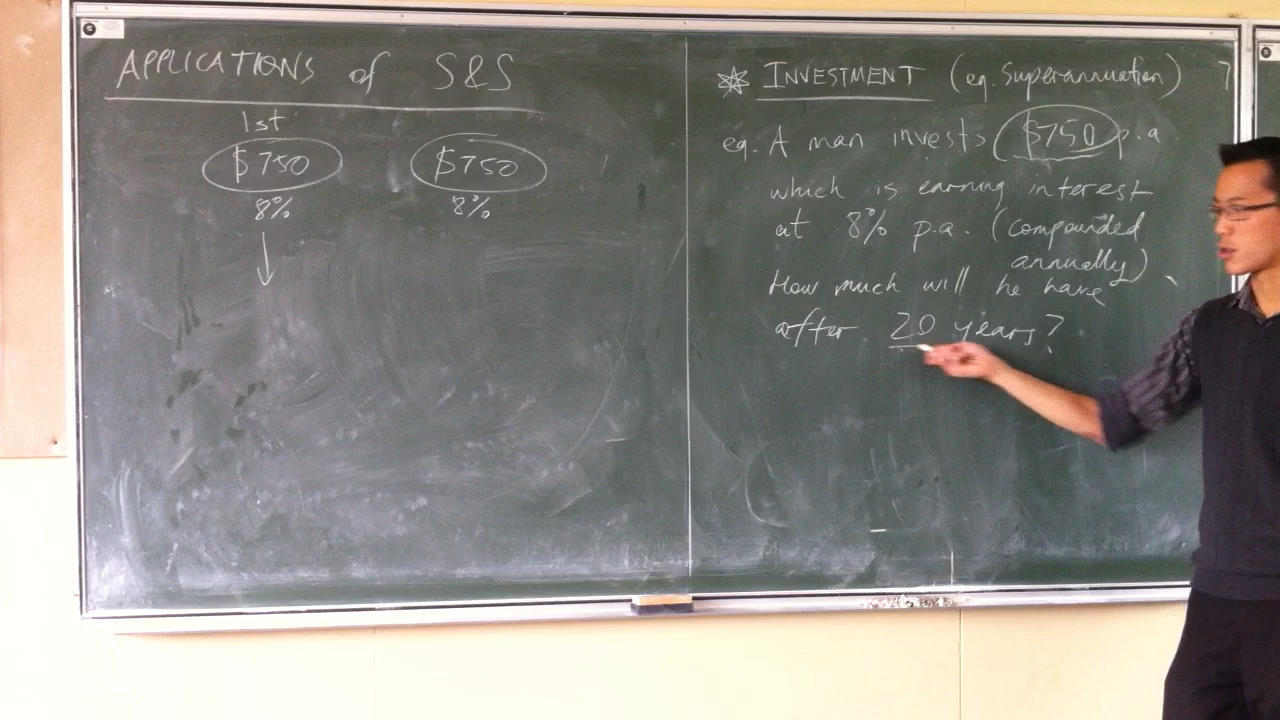 APPLICATIONS of S&S
1st
$750 $750
8% 8%
INVESTMENT (eg. Superannuation)
eg. A man invests $750 p.a
which is earning interest
at 8% p.a. (compounded
annually)
How much will he have
after 20 years?